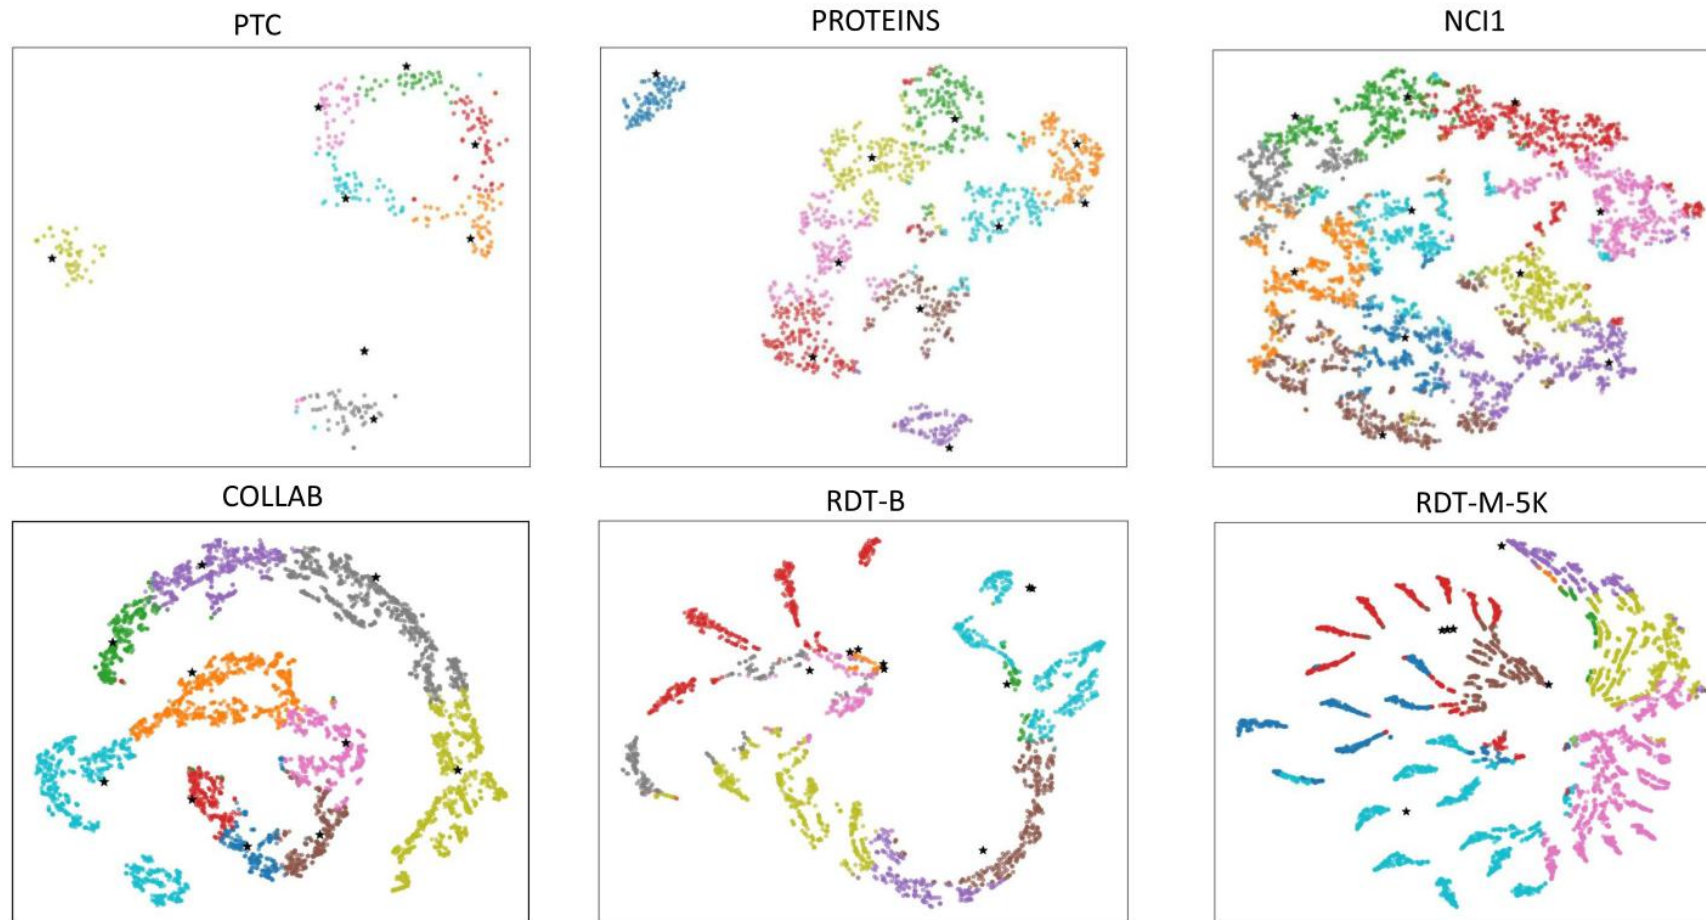 PTC
PROTEINS
NCI1
COLLAB
RDT-B
RDT-M-5K